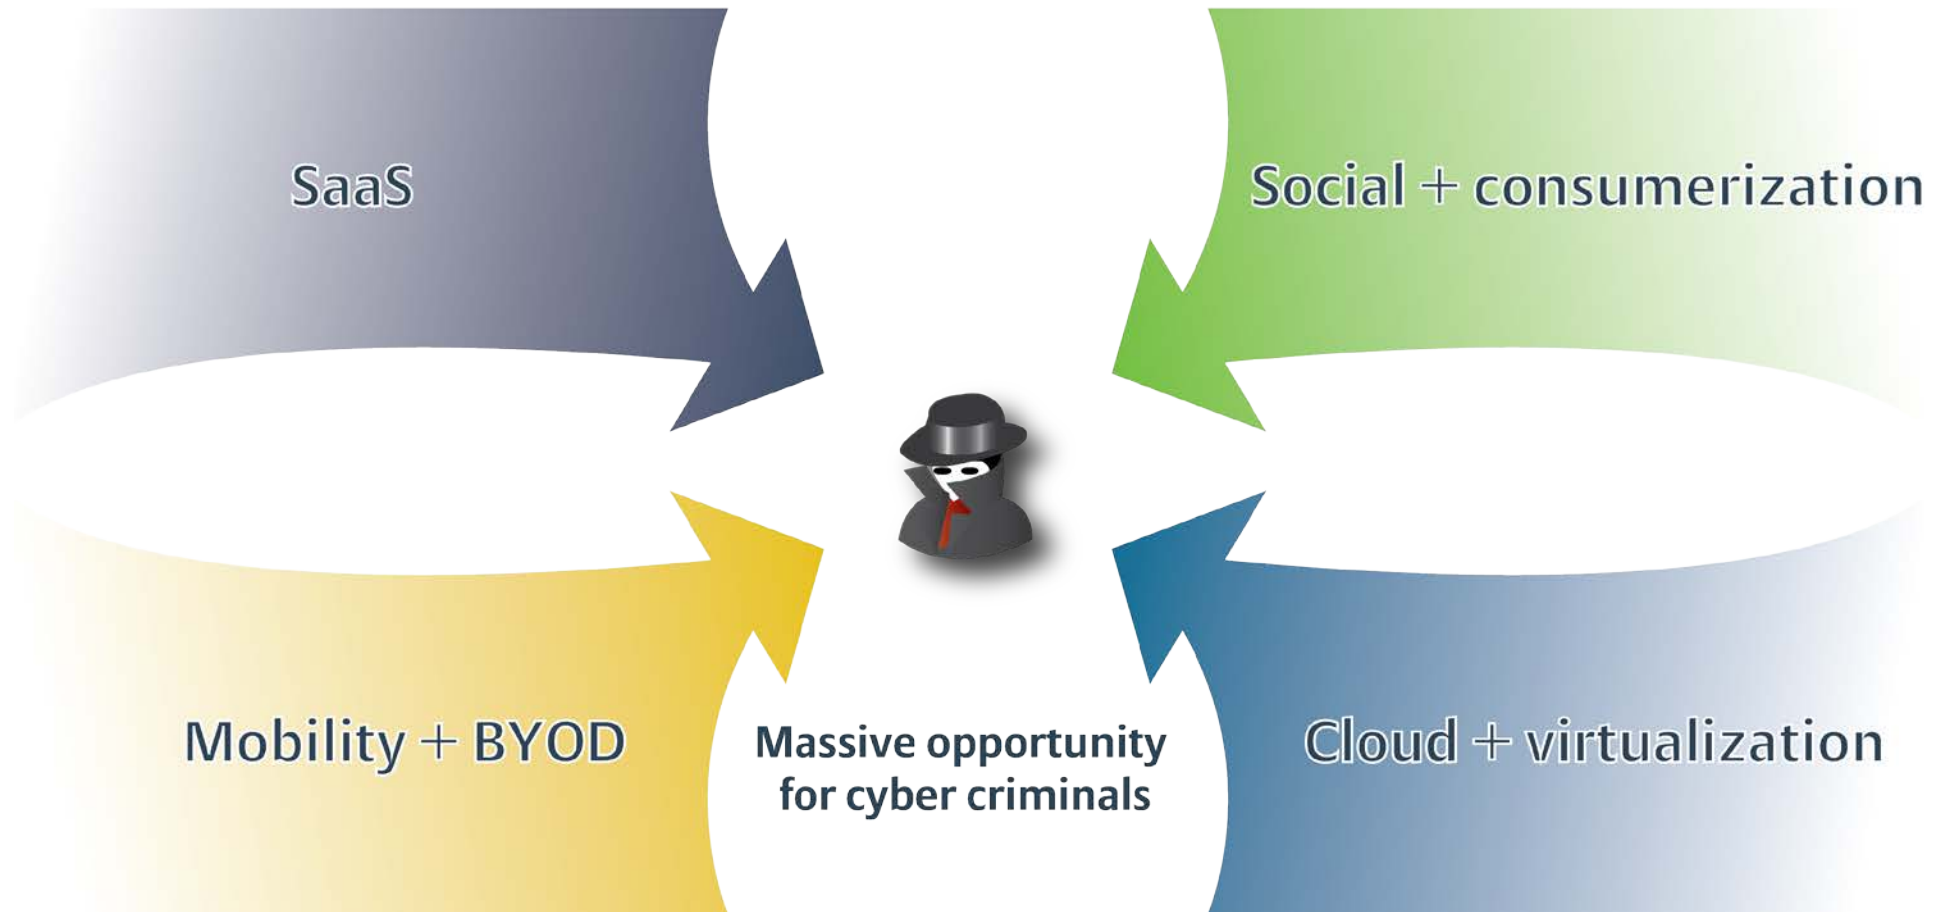 SaaS
Social + consumerization
Mobility + BYOD
Massive opportunity
for cyber criminals
Cloud + virtualization